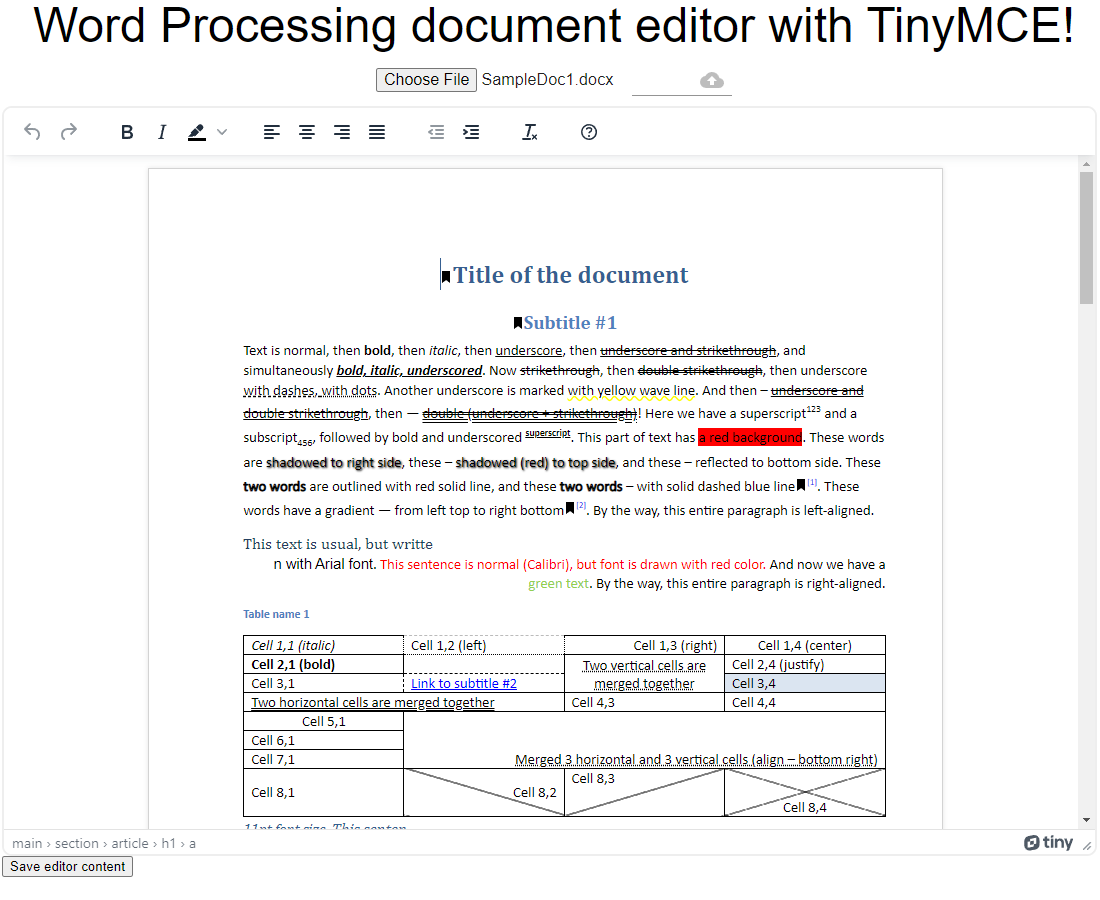 Word Processing document editor with TinyMCE!
Choose File SampleDoc1.docx
B I
Title of the document
Subtitle #1
Text is normal, then bold, then italic, then underscore, then underscore and strikethrough, and
simultaneously bold, italic, underscored. Now strikethrough, then double strikethrough, then underscore
with dashes, with dots. Another underscore is marked with yellow wave line. And then – underscore and
double strikethrough, then — double (underscore + strikethrough)! Here we have a superscript123 and a
subscript456, followed by bold and underscored superscript. This part of text has a red background. These words
are shadowed to right side, these – shadowed (red) to top side, and these – reflected to bottom side. These
two words are outlined with red solid line, and these two words – with solid dashed blue line[1]. These
words have a gradient — from left top to right bottom[2]. By the way, this entire paragraph is left-aligned.
This text is usual, but writte
n with Arial font. This sentence is normal (Calibri), but font is drawn with red color. And now we have a
green text. By the way, this entire paragraph is right-aligned.
Table name 1
Cell 1,1 (italic) Cell 1,2 (left) Cell 1,3 (right) Cell 1,4 (center)
Cell 2,1 (bold) Two vertical cells are Cell 2,4 (justify)
Cell 3,1 Link to subtitle #2 merged together Cell 3,4
Two horizontal cells are merged together Cell 4,3 Cell 4,4
Cell 5,1
Cell 6,1
Cell 7,1 Merged 3 horizontal and 3 vertical cells (align – bottom right)
Cell 8,1 Cell 8,2 Cell 8,3 Cell 8,4
11pt font size. This senten
main › section › article › h1 › a tiny
Save editor content